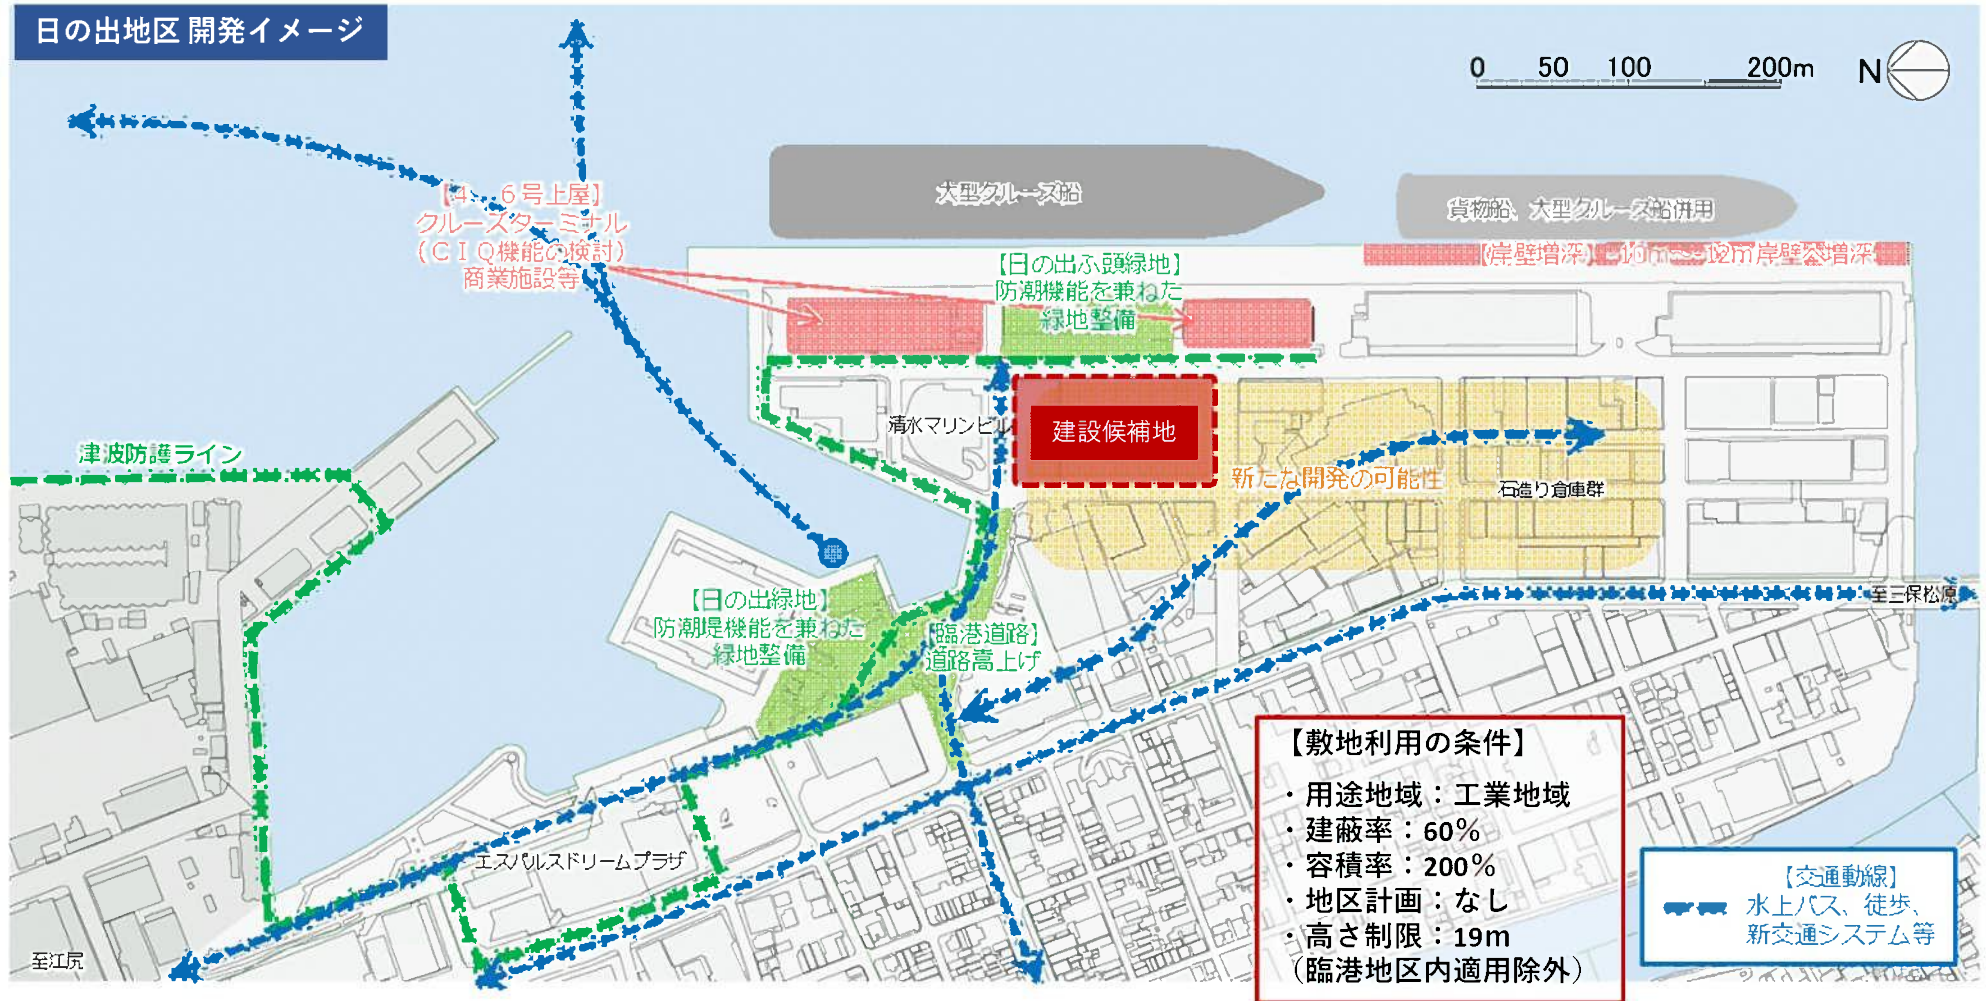 日の出地区 開発イメージ
0 50 100 200m
N
大型クルーズ船
貨物船、大型クルーズ船併用
【4、6号上屋】
クルーズターミナル
(CIQ機能の検討)
商業施設等
【岸壁増深】-10m~-12m岸壁へ増深
【日の出ふ頭緑地】
防潮機能を兼ねた
緑地整備
清水マリンビル
建設候補地
津波防護ライン
新たな開発の可能性
石造り倉庫群
【日の出緑地】
防潮堤機能を兼ねた
緑地整備
【臨港道路】
道路嵩上げ
至三保松原
エスパルスドリームプラザ
至江尻
【敷地利用の条件】
・用途地域:工業地域
・建蔽率:60%
・容積率:200%
・地区計画:なし
・高さ制限:19m
(臨港地区内適用除外)
【交通動線】
水上バス、徒歩、
新交通システム等